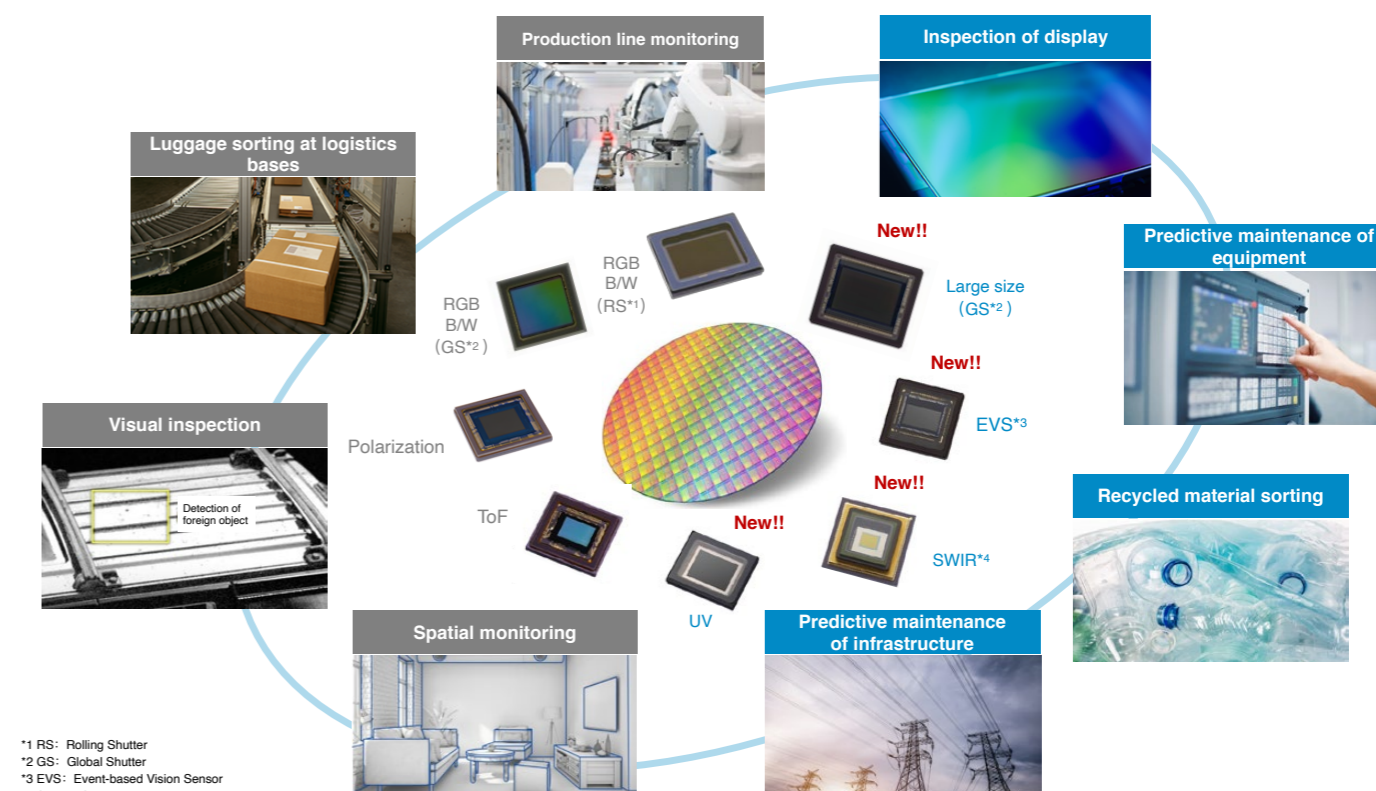 Production line monitoring
Inspection of display
Luggage sorting at logistics
bases
Predictive maintenance of
equipment
New!!
RGB
B/W
(RS*1)
Large size
(GS*2 )
RGB
B/W
(GS*2 )
New!!
EVS*3
Visual inspection
Polarization
Detection of
foreign object
New!!
Recycled material sorting
ToF
New!!
SWIR*4
UV
Spatial monitoring
Predictive maintenance
of infrastructure
*1 RS: Rolling Shutter
*2 GS: Global Shutter
*3 EVS: Event-based Vision Sensor